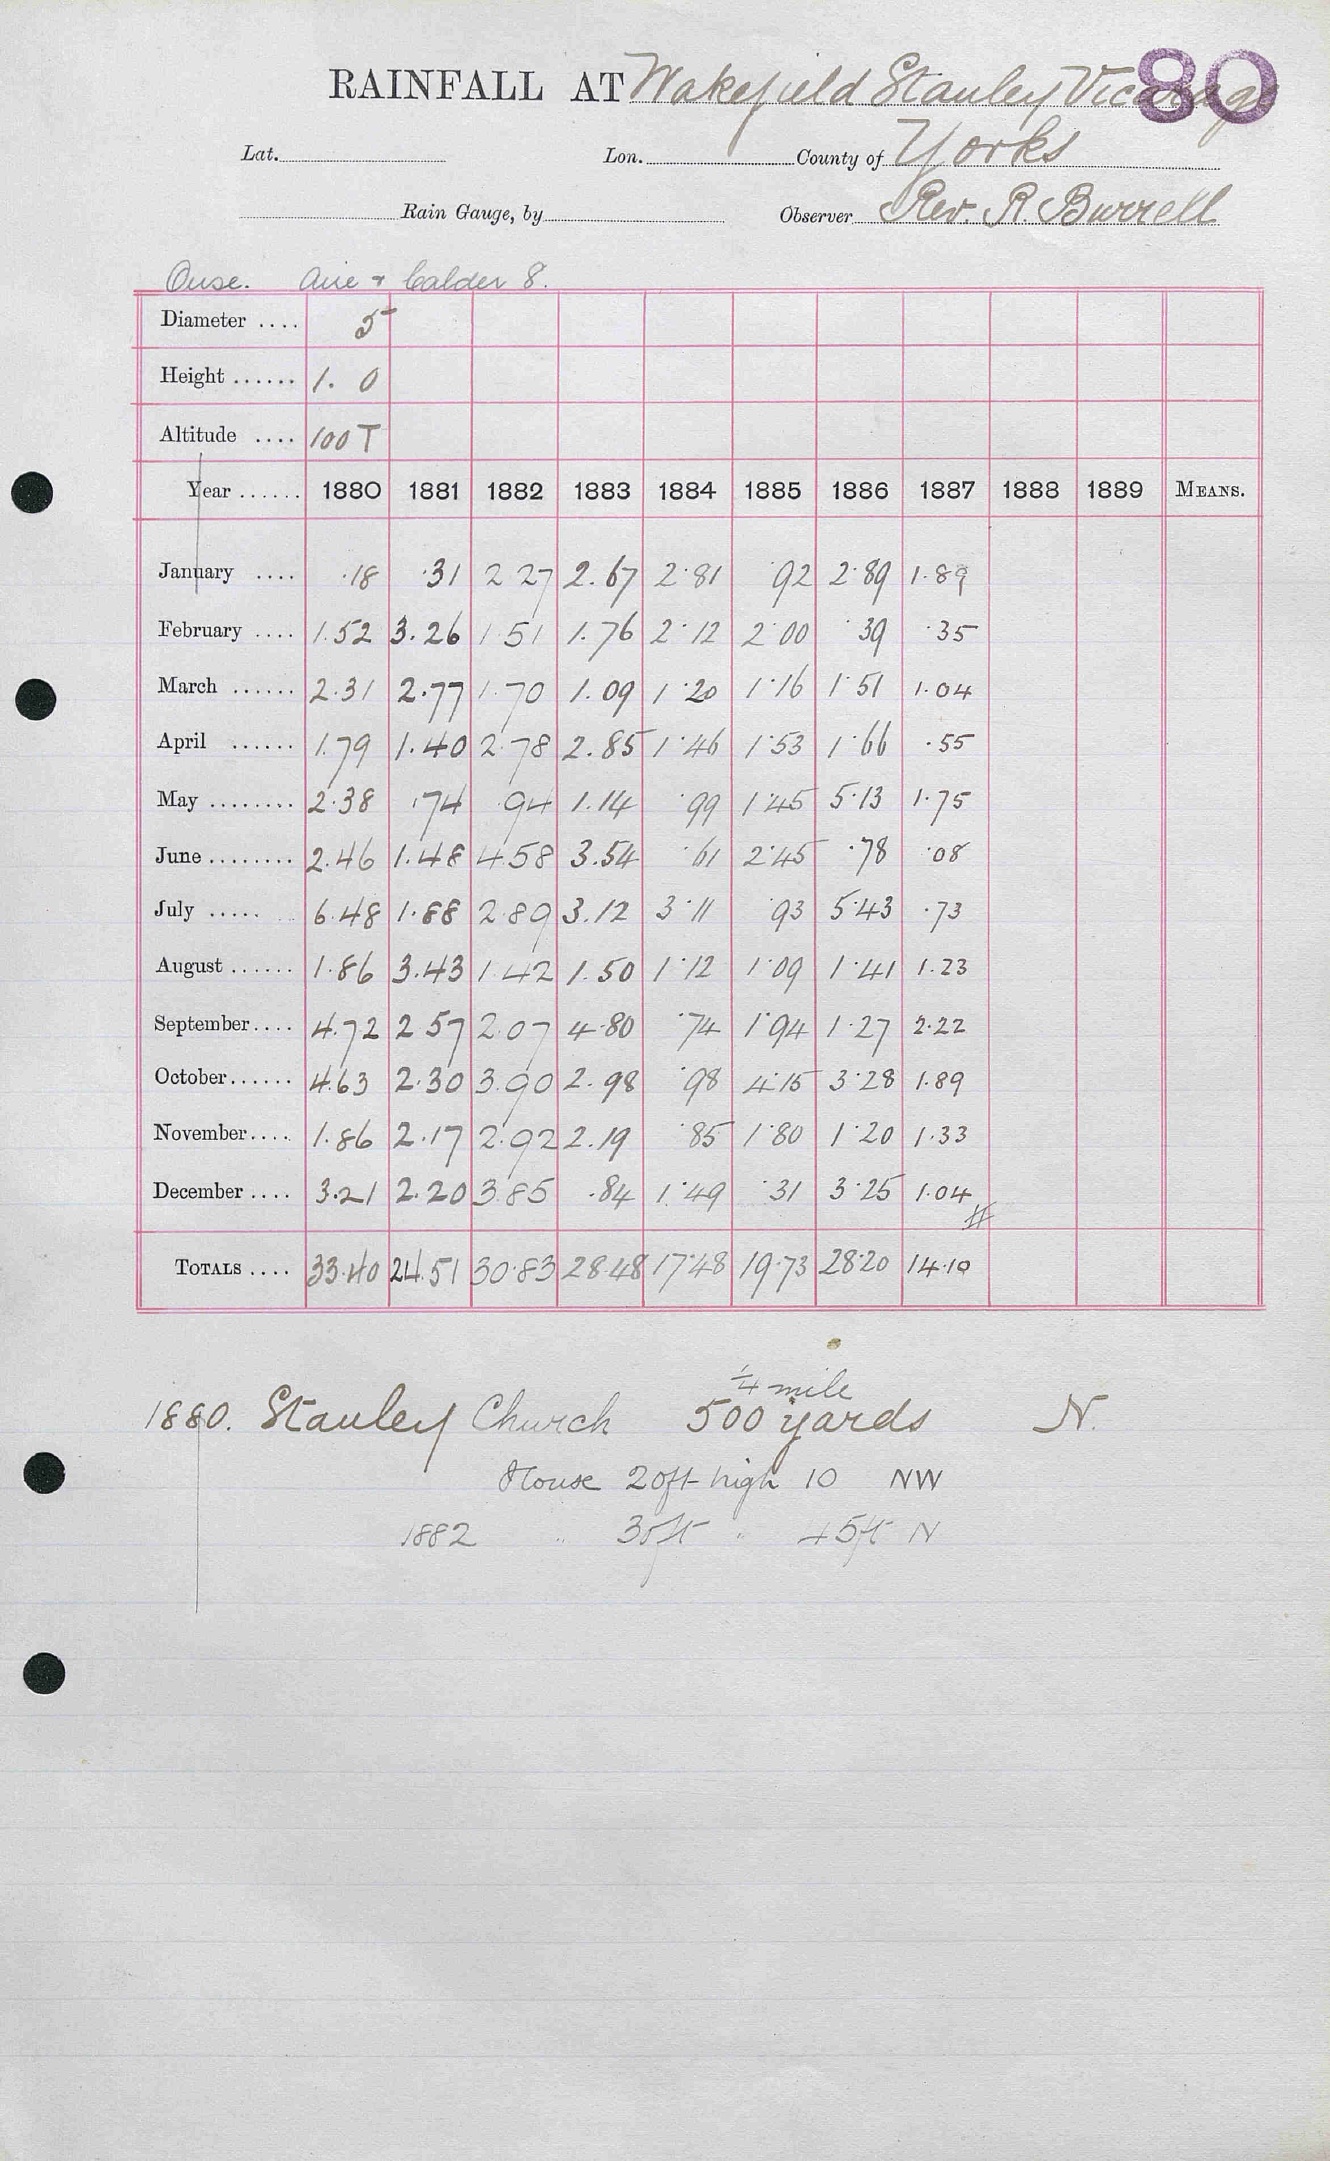 80
RAINFALL AT Wakefield Stanley Vicarage
Lat. Lon. County of Yorks
Rain Gauge, by Observer Rev. R. Burrell
Ouse. Aire & Calder 8.
Diameter .... 5
Height ...... 1. 0
Altitude .... 100 T
Year ...... 1880 1881 1882 1883 1884 1885 1886 1887 1888 1889 MEANS.
January .... .18 .31 2 27 2.67 2.81 .92 2.89 1.89
February .... 1.52 3.26 1 51 1.76 2.12 2.00 .39 .35
March ...... 2.31 2.77 1.70 1.09 1.20 1.16 1.51 1.04
April ...... 1.79 1.40 2.78 2.85 1.46 1.53 1.66 .55
May ........ 2.38 .74 .94 1.14 .99 1.45 5.13 1.75
June ........ 2.46 1.48 4.58 3.54 .61 2.45 .78 .08
July ..... 6.48 1.88 2.89 3.12 3.11 .93 5.43 .73
August ...... 1.86 3.43 1.42 1.50 1.12 1.09 1.41 1.23
September .... 4.72 2 57 2.07 4.80 .74 1.94 1.27 2.22
October ...... 4.63 2.30 3.90 2.98 .98 4.15 3.28 1.89
November .... 1.86 2.17 2.92 2.19 .85 1.80 1.20 1.33
December .... 3.21 2.20 3.85 .84 1.49 .31 3.25 1.04
#
TOTALS .... 33.40 24.51 30.83 28.48 17.48 19.73 28.20 14.10
1/4 mile
1880. Stanley Church 500 yards N.
House 20ft high 10 NW
1882 " 35ft " 45ft N